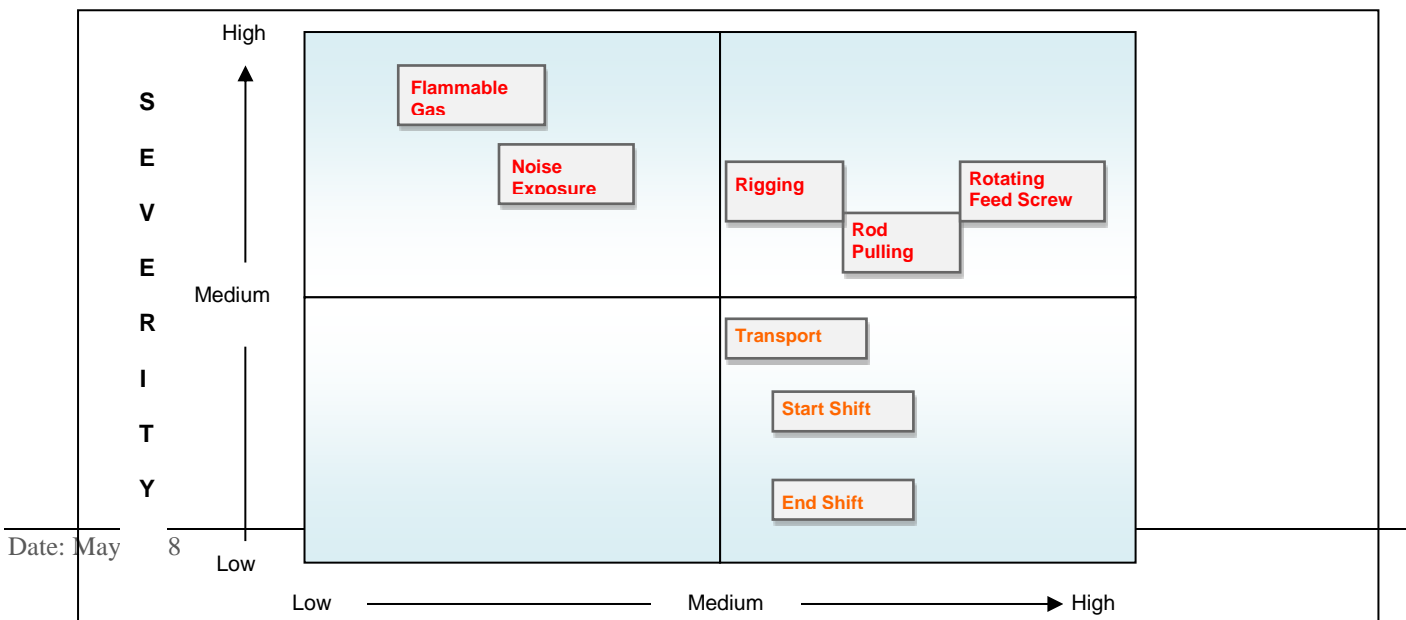 High
S
E
V
E
R
I
T
Y
Flammable
Gas
Noise
Exposure
Rigging
Rotating
Feed Screw
Rod
Pulling
Medium
Transport
Start Shift
End Shift
Date: May 8
Low
Low Medium High